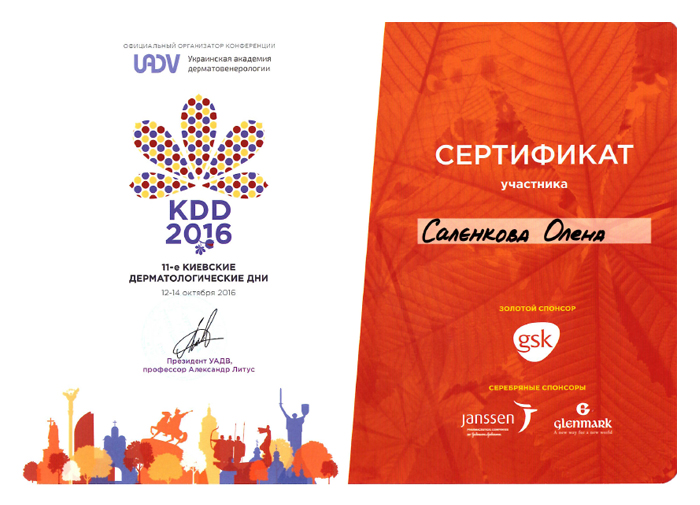 ОФИЦИАЛЬНЫЙ ОРГАНИЗАТОР КОНФЕРЕНЦИИ
UADV
Украинская академия
дерматовенерологии
KDD
2016
11-е КИЕВСКИЕ
ДЕРМАТОЛОГИЧЕСКИЕ ДНИ
12-14 октября 2016
Президент УАДВ,
профессор Александр Литус
СЕРТИФИКАТ
участника
Салєнкова Олена
ЗОЛОТОЙ СПОНСОР
gsk
СЕРЕБРЯНЫЕ СПОНСОРЫ
janssen
GLENMARK
A new way for a new world